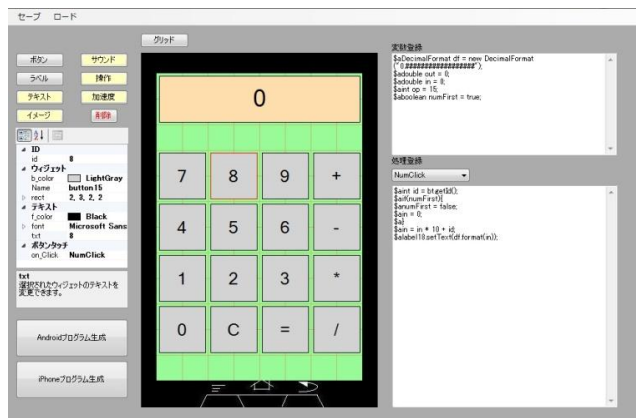 セーブ ロード
グリッド
ボタン サウンド
ラベル 操作
テキスト 加速度
イメージ 削除
ID
id 8
ウィジェット
b_color LightGray
Name button15
rect 2, 3, 2, 2
テキスト
f_color Black
font Microsoft Sans
txt 8
ボタンタッチ
on_Click NumClick
txt
選択されたウィジェットのテキストを
変更できます。
Androidプログラム生成
iPhoneプログラム生成
0
7 8 9 +
4 5 6 -
1 2 3 *
0 C = /
変数登録
$aDecimalFormat df = new DecimalFormat
$adouble out = 0;
$adouble in = 0;
$aint op = 15;
$aboolean numFirst = true;
処理登録
NumClick
$aint id = bt.getId();
$aif(numFirst){
$anumFirst = false;
$ain = 0;
$a}
$ain = in * 10 + id;
$alabel18.setText(df.format(in));